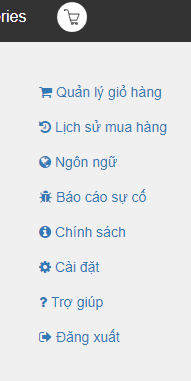 eries
Quản lý giỏ hàng
Lịch sử mua hàng
Ngôn ngữ
Báo cáo sự cố
Chính sách
Cài đặt
? Trợ giúp
Đăng xuất